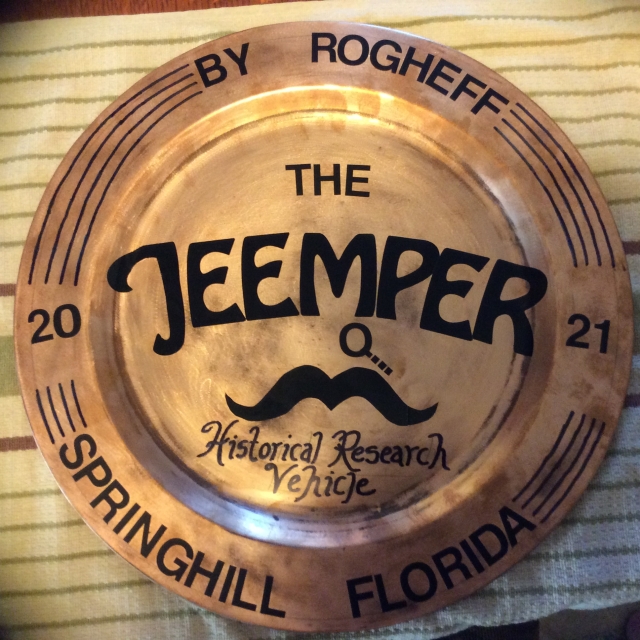 BY ROGHEFF
THE
JEEMPER
Q...
Historical Research
Vehicle
20 21
SPRINGHILL FLORIDA